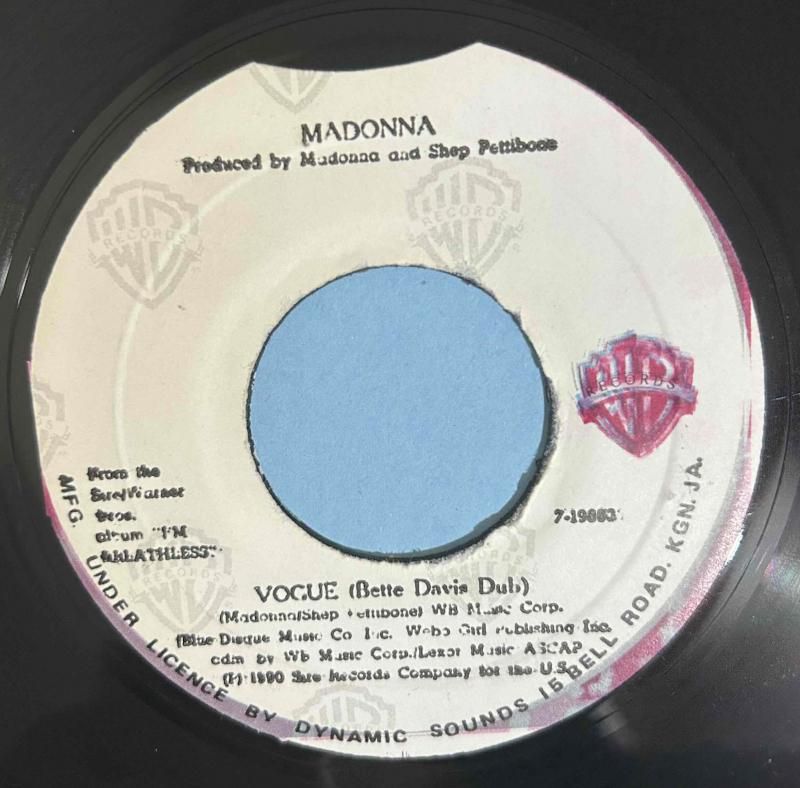 MADONNA
Produced by Madonna and Shep Pettibone
WB
RECORDS
From the
Sire/Warner
Bros.
album "I'M
7-19863
VOGUE (Bette Davis Dub)
(Madonna/Shep Pettibone) WB Music Corp.
(Blue Disque Music Co Inc. Webo Girl Publishing Inc.
adm by Wb Music Corp./Lexor Music ASCAP
(P) 1990 Sire Records Company for the U.S.
MFG. UNDER LICENCE BY DYNAMIC SOUNDS 15 BELL ROAD. KGN. JA.